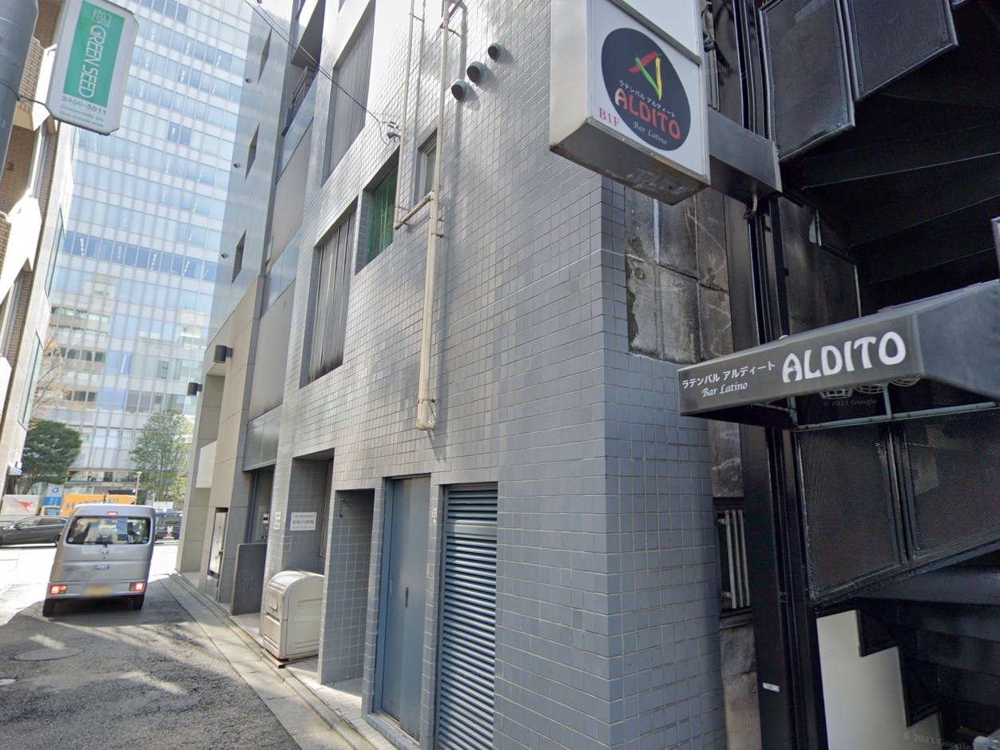 GREEN SEED
3400-5511
ラテンバル アルディート
ALDITO
Bar Latino
B1F
ラテンバル アルディート
ALDITO
Bar Latino
© 2021 Google
© 2021 Google